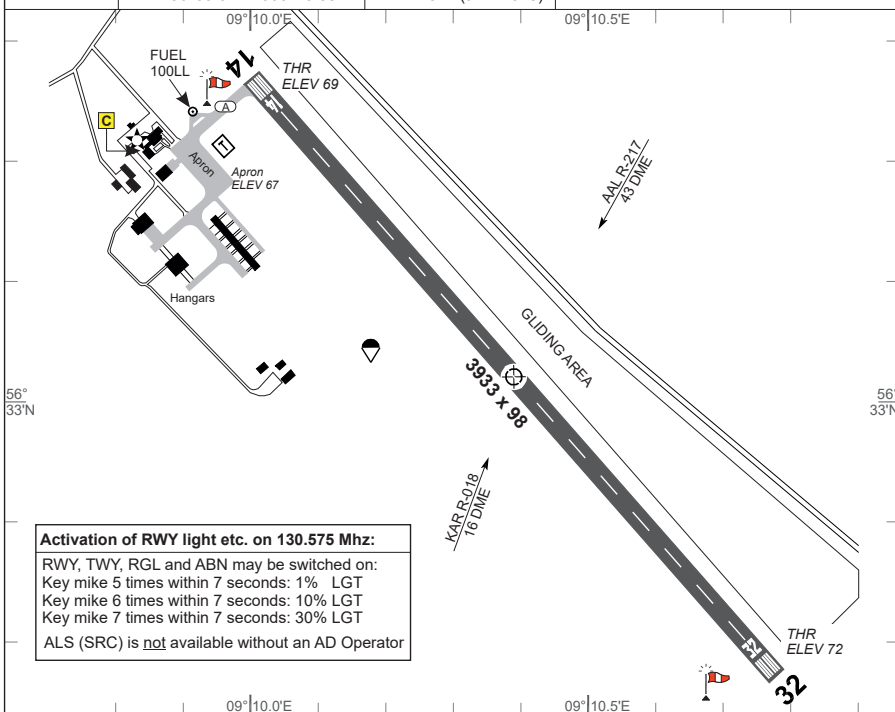 09° 10.0'E
09° 10.5'E
FUEL
100LL
14
THR
ELEV 69
A
C
T
Apron
Apron
ELEV 67
14
AAL R-217
43 DME
Hangars
GLIDING AREA
3933 x 98
56°
33'N
33'N
KAR R-018
16 DME
Activation of RWY light etc. on 130.575 Mhz:
RWY, TWY, RGL and ABN may be switched on:
Key mike 5 times within 7 seconds: 1% LGT
Key mike 6 times within 7 seconds: 10% LGT
Key mike 7 times within 7 seconds: 30% LGT
ALS (SRC) is not available without an AD Operator
THR
ELEV 72
32
32
09° 10.0'E
09° 10.5'E